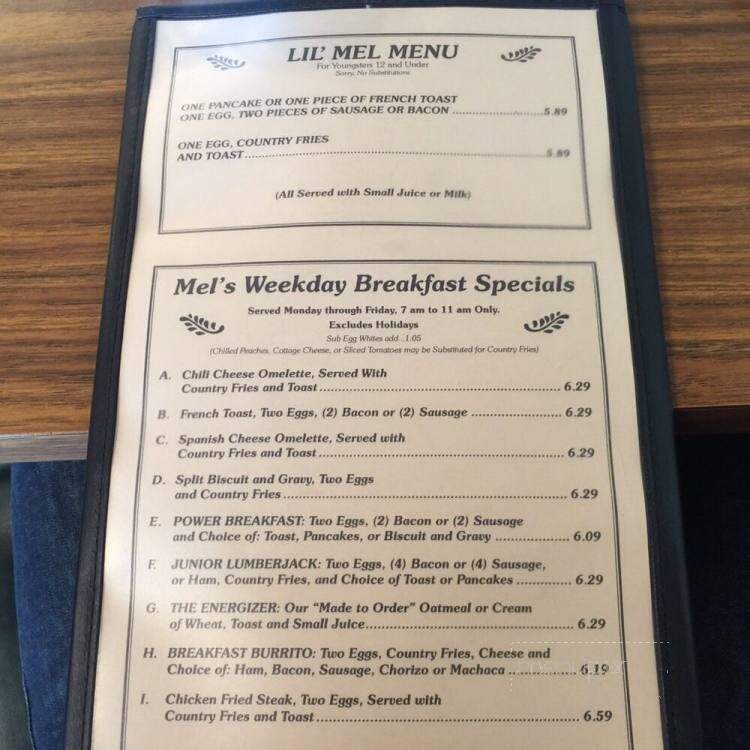 LIL' MEL MENU
For Youngsters 12 and Under
Sorry, No Substitutions
ONE PANCAKE OR ONE PIECE OF FRENCH TOAST
ONE EGG, TWO PIECES OF SAUSAGE OR BACON ........................5.89
ONE EGG, COUNTRY FRIES
AND TOAST ................................................................5.89
(All Served with Small Juice or Milk)
Mel's Weekday Breakfast Specials
Served Monday through Friday, 7 am to 11 am Only.
Excludes Holidays
Sub Egg Whites add...1.05
(Chilled Peaches, Cottage Cheese, or Sliced Tomatoes may be Substituted for Country Fries)
A. Chili Cheese Omelette, Served With
Country Fries and Toast ............................................................ 6.29
B. French Toast, Two Eggs, (2) Bacon or (2) Sausage ...................... 6.29
C. Spanish Cheese Omelette, Served with
Country Fries and Toast ............................................................ 6.29
D. Split Biscuit and Gravy, Two Eggs
and Country Fries .................................................................... 6.29
E. POWER BREAKFAST: Two Eggs, (2) Bacon or (2) Sausage
and Choice of: Toast, Pancakes, or Biscuit and Gravy .................. 6.09
F. JUNIOR LUMBERJACK: Two Eggs, (4) Bacon or (4) Sausage,
or Ham, Country Fries, and Choice of Toast or Pancakes ............. 6.29
G. THE ENERGIZER: Our "Made to Order" Oatmeal or Cream
of Wheat, Toast and Small Juice.................................................. 6.29
H. BREAKFAST BURRITO: Two Eggs, Country Fries, Cheese and
Choice of: Ham, Bacon, Sausage, Chorizo or Machaca ................ 6.19
I. Chicken Fried Steak, Two Eggs, Served with
Country Fries and Toast ............................................................ 6.59